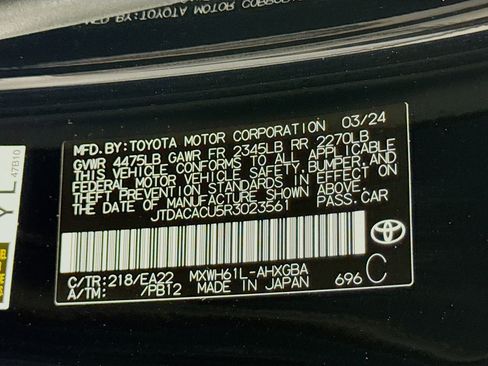 MFD. BY: TOYOTA MOTOR CORPORATION 03/24
GVWR 4475LB GAWR FR 2345LB RR 2270LB
THIS VEHICLE CONFORMS TO ALL APPLICABLE
FEDERAL MOTOR VEHICLE SAFETY, BUMPER, AND
THEFT PREVENTION STANDARDS IN EFFECT ON
THE DATE OF MANUFACTURE SHOWN ABOVE.
JTDACACU5R3023561 PASS. CAR
C/TR: 218/EA22 MXWH61L-AHXGBA C
A/TM: /PB12 MADE IN JAPAN 696
YL
47B10